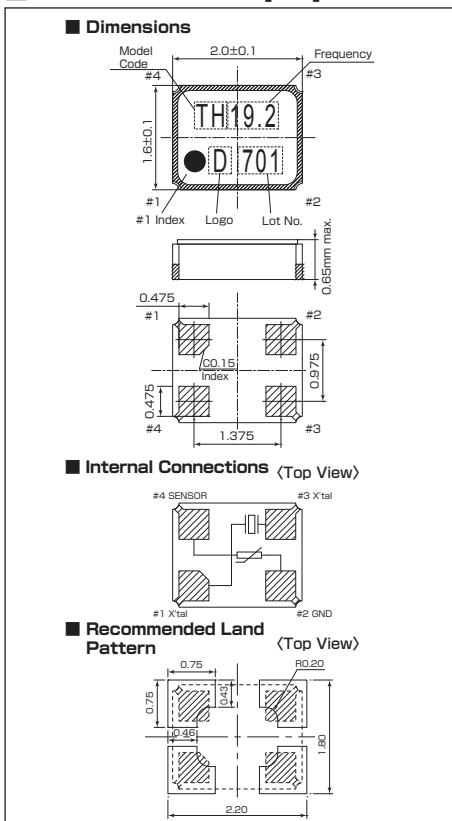 ■ Dimensions
Model Code
2.0±0.1
Frequency
#4
#3
TH19.2
1.6±0.1
D 701
#1
#2
#1 Index
Logo
Lot No.
0.65mm max.
0.475
#1
#2
C0.15
Index
0.975
0.475
#4
#3
1.375
■ Internal Connections 〈Top View〉
#4 SENSOR
#3 X'tal
#1 X'tal
#2 GND
■ Recommended Land Pattern
〈Top View〉
0.75
R0.20
0.75
0.43
0.46
1.80
2.20